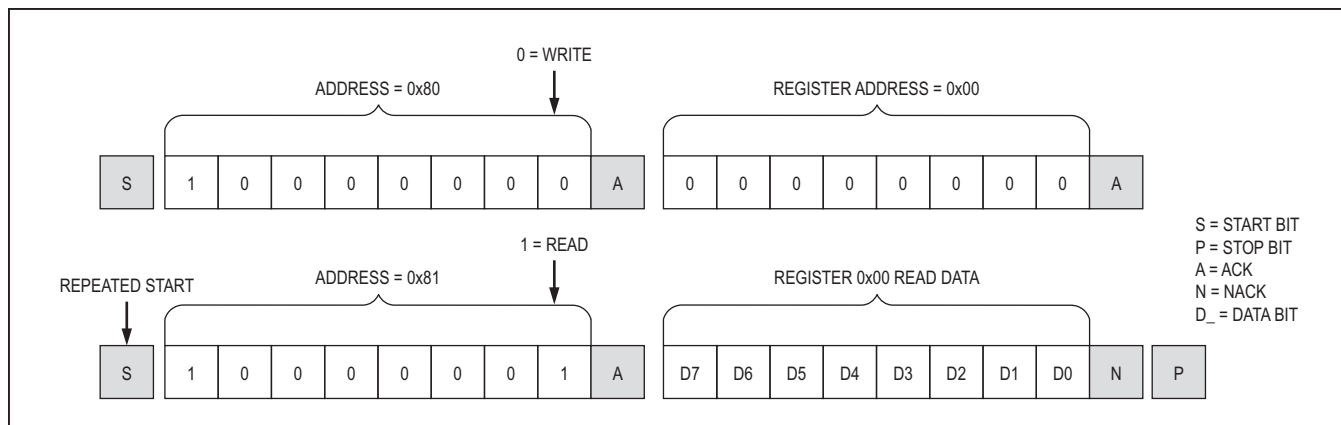 0 = WRITE
ADDRESS = 0x80
REGISTER ADDRESS = 0x00
S 1 0 0 0 0 0 0 0 A 0 0 0 0 0 0 0 0 A
S = START BIT
P = STOP BIT
A = ACK
N = NACK
D_ = DATA BIT
1 = READ
REPEATED START
ADDRESS = 0x81
REGISTER 0x00 READ DATA
S 1 0 0 0 0 0 0 1 A D7 D6 D5 D4 D3 D2 D1 D0 N P